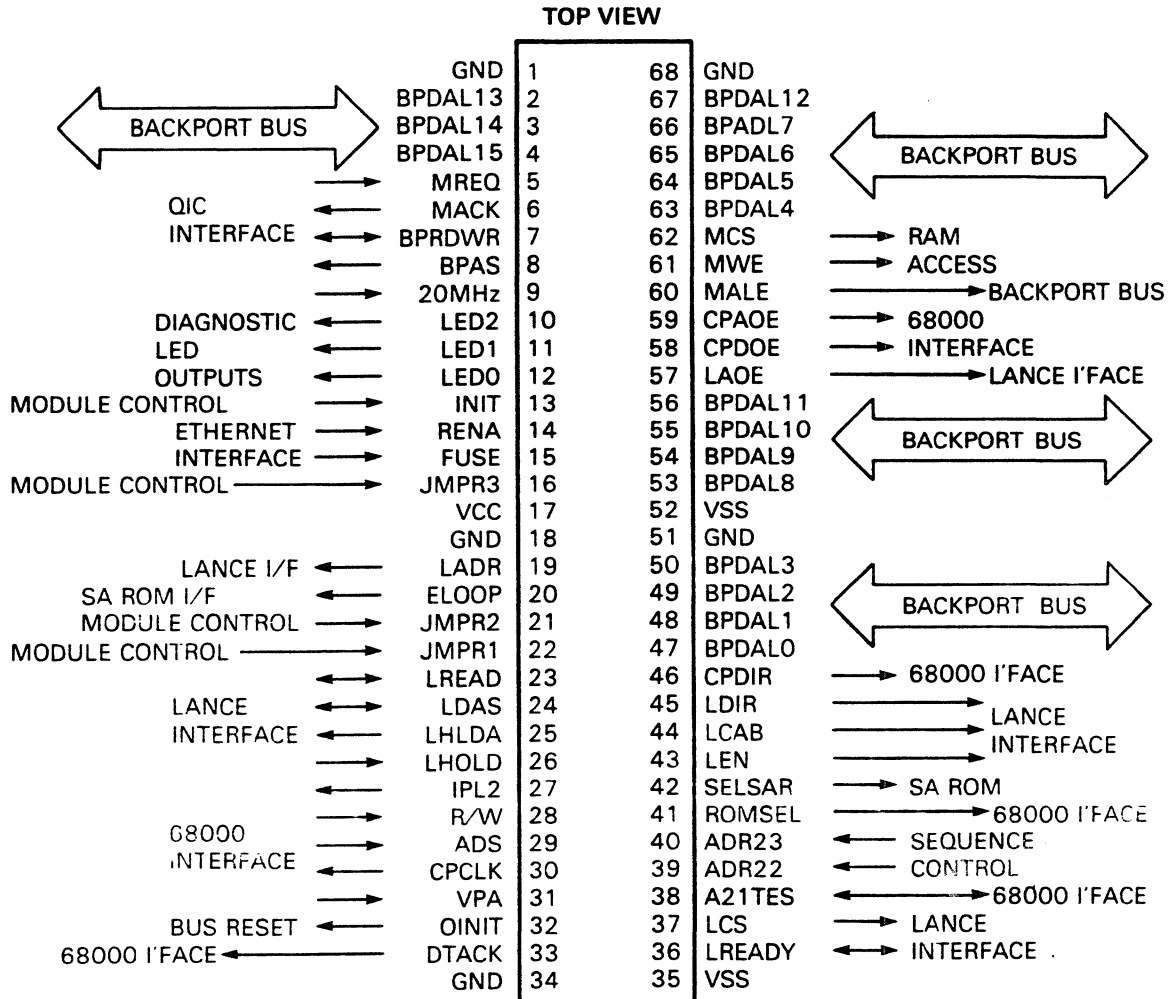 TOP VIEW
GND 1 68 GND
BPDAL13 2 67 BPDAL12
BACKPORT BUS BPDAL14 3 66 BPADL7
BPDAL15 4 65 BPDAL6 BACKPORT BUS
MREQ 5 64 BPDAL5
QIC MACK 6 63 BPDAL4
INTERFACE BPRDWR 7 62 MCS RAM
BPAS 8 61 MWE ACCESS
20MHz 9 60 MALE BACKPORT BUS
DIAGNOSTIC LED2 10 59 CPAOE 68000
LED LED1 11 58 CPDOE INTERFACE
OUTPUTS LED0 12 57 LAOE LANCE I'FACE
MODULE CONTROL INIT 13 56 BPDAL11
ETHERNET RENA 14 55 BPDAL10 BACKPORT BUS
INTERFACE FUSE 15 54 BPDAL9
MODULE CONTROL JMPR3 16 53 BPDAL8
VCC 17 52 VSS
GND 18 51 GND
LANCE I/F LADR 19 50 BPDAL3
SA ROM I/F ELOOP 20 49 BPDAL2 BACKPORT BUS
MODULE CONTROL JMPR2 21 48 BPDAL1
MODULE CONTROL JMPR1 22 47 BPDAL0
LREAD 23 46 CPDIR 68000 I'FACE
LANCE LDAS 24 45 LDIR LANCE
INTERFACE LHLDA 25 44 LCAB INTERFACE
LHOLD 26 43 LEN
IPL2 27 42 SELSAR SA ROM
R/W 28 41 ROMSEL 68000 I'FACE
68000 ADS 29 40 ADR23 SEQUENCE
INTERFACE CPCLK 30 39 ADR22 CONTROL
VPA 31 38 A21TES 68000 I'FACE
BUS RESET OINIT 32 37 LCS LANCE
68000 I'FACE DTACK 33 36 LREADY INTERFACE
GND 34 35 VSS